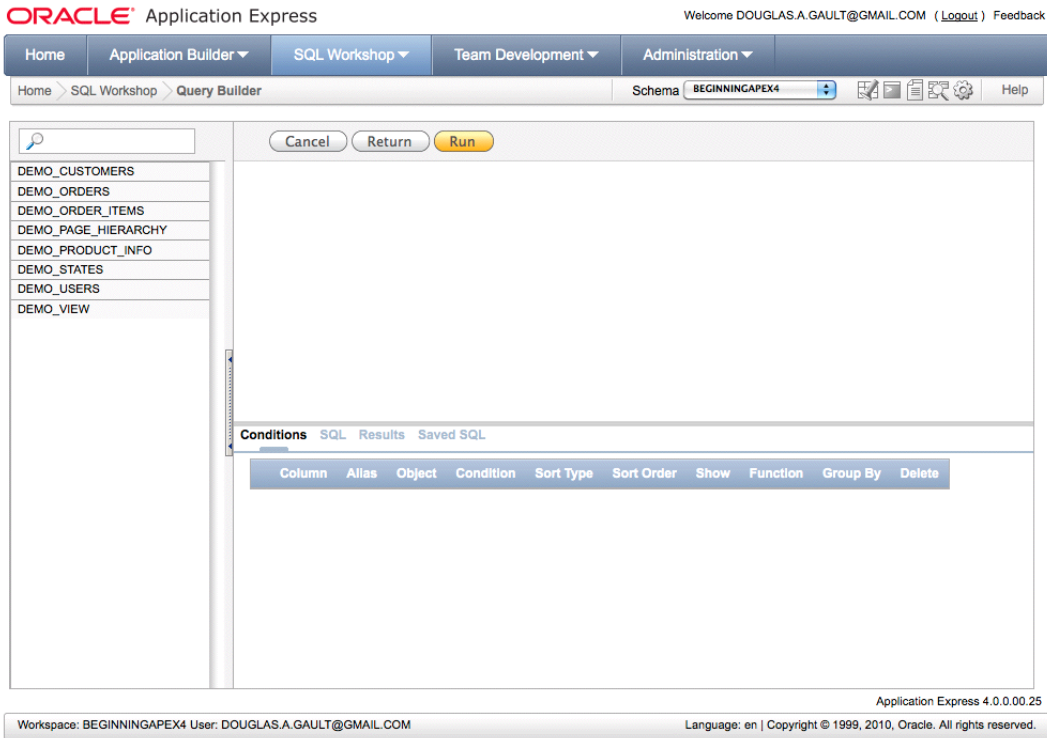 ORACLE® Application Express
Welcome DOUGLAS.A.GAULT@GMAIL.COM ( Logout ) Feedback
Home Application Builder SQL Workshop Team Development Administration
Home SQL Workshop Query Builder Schema BEGINNINGAPEX4 Help
Cancel Return Run
DEMO_CUSTOMERS
DEMO_ORDERS
DEMO_ORDER_ITEMS
DEMO_PAGE_HIERARCHY
DEMO_PRODUCT_INFO
DEMO_STATES
DEMO_USERS
DEMO_VIEW
Conditions SQL Results Saved SQL
Column Alias Object Condition Sort Type Sort Order Show Function Group By Delete
Application Express 4.0.0.00.25
Workspace: BEGINNINGAPEX4 User: DOUGLAS.A.GAULT@GMAIL.COM
Language: en | Copyright © 1999, 2010, Oracle. All rights reserved.